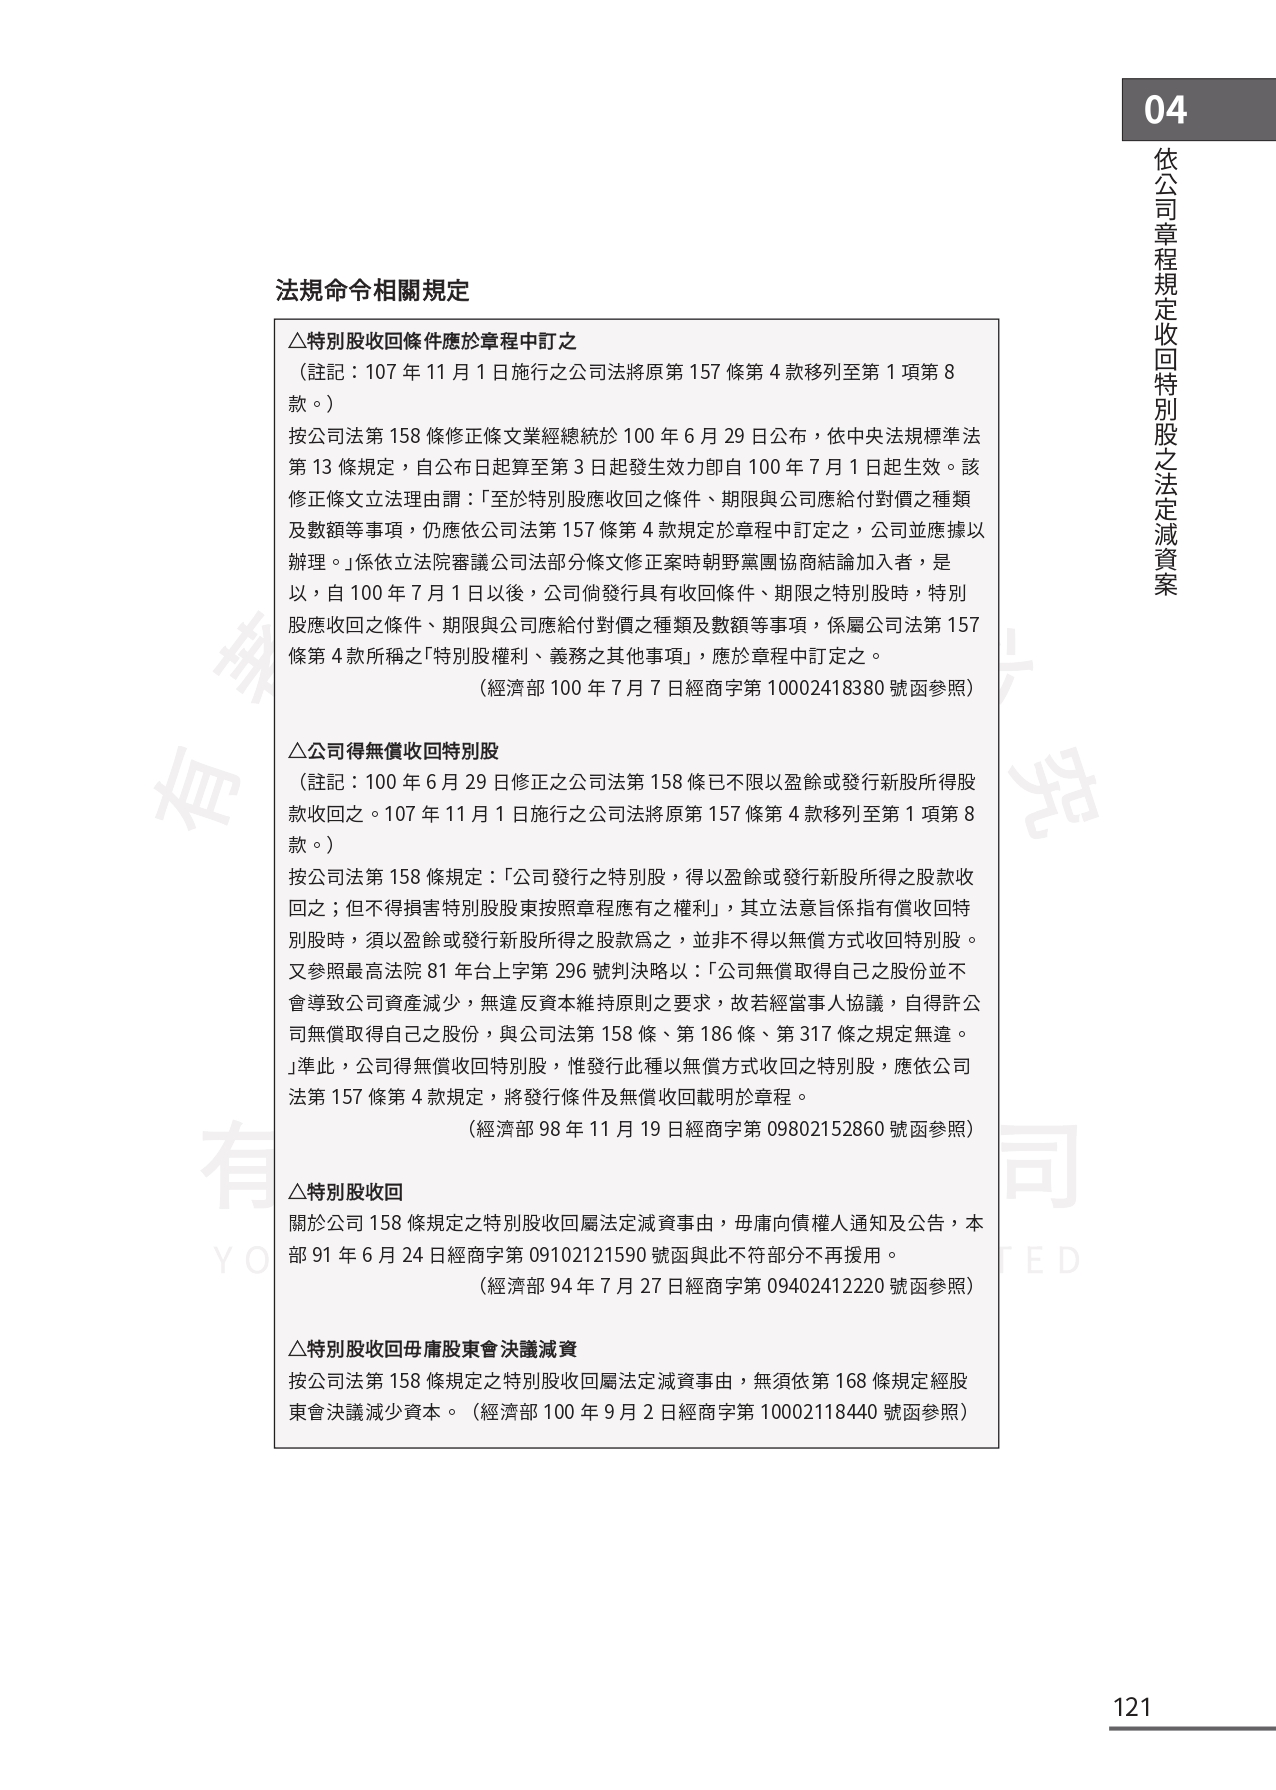 04
依公司章程規定收回特別股之法定減資案
法規命令相關規定
△特別股收回條件應於章程中訂之
（註記：107 年 11 月 1 日施行之公司法將原第 157 條第 4 款移列至第 1 項第 8
款。）
按公司法第 158 條修正條文業經總統於 100 年 6 月 29 日公布，依中央法規標準法
第 13 條規定，自公布日起算至第 3 日起發生效力卽自 100 年 7 月 1 日起生效。該
修正條文立法理由謂：「至於特別股應收回之條件、期限與公司應給付對價之種類
及數額等事項，仍應依公司法第 157 條第 4 款規定於章程中訂定之，公司並應據以
辦理。」係依立法院審議公司法部分條文修正案時朝野黨團協商結論加入者，是
以，自 100 年 7 月 1 日以後，公司倘發行具有收回條件、期限之特別股時，特別
股應收回之條件、期限與公司應給付對價之種類及數額等事項，係屬公司法第 157
條第 4 款所稱之「特別股權利、義務之其他事項」，應於章程中訂定之。
（經濟部 100 年 7 月 7 日經商字第 10002418380 號函參照）
△公司得無償收回特別股
（註記：100 年 6 月 29 日修正之公司法第 158 條已不限以盈餘或發行新股所得股
款收回之。107 年 11 月 1 日施行之公司法將原第 157 條第 4 款移列至第 1 項第 8
款。）
按公司法第 158 條規定：「公司發行之特別股，得以盈餘或發行新股所得之股款收
回之；但不得損害特別股股東按照章程應有之權利」，其立法意旨係指有償收回特
別股時，須以盈餘或發行新股所得之股款爲之，並非不得以無償方式收回特別股。
又參照最高法院 81 年台上字第 296 號判決略以：「公司無償取得自己之股份並不
會導致公司資產減少，無違反資本維持原則之要求，故若經當事人協議，自得許公
司無償取得自己之股份，與公司法第 158 條、第 186 條、第 317 條之規定無違。
」準此，公司得無償收回特別股，惟發行此種以無償方式收回之特別股，應依公司
法第 157 條第 4 款規定，將發行條件及無償收回載明於章程。
（經濟部 98 年 11 月 19 日經商字第 09802152860 號函參照）
△特別股收回
關於公司 158 條規定之特別股收回屬法定減資事由，毋庸向債權人通知及公告，本
部 91 年 6 月 24 日經商字第 09102121590 號函與此不符部分不再援用。
（經濟部 94 年 7 月 27 日經商字第 09402412220 號函參照）
△特別股收回毋庸股東會決議減資
按公司法第 158 條規定之特別股收回屬法定減資事由，無須依第 168 條規定經股
東會決議減少資本。（經濟部 100 年 9 月 2 日經商字第 10002118440 號函參照）
121
有
著
究
有
司
YO
TED